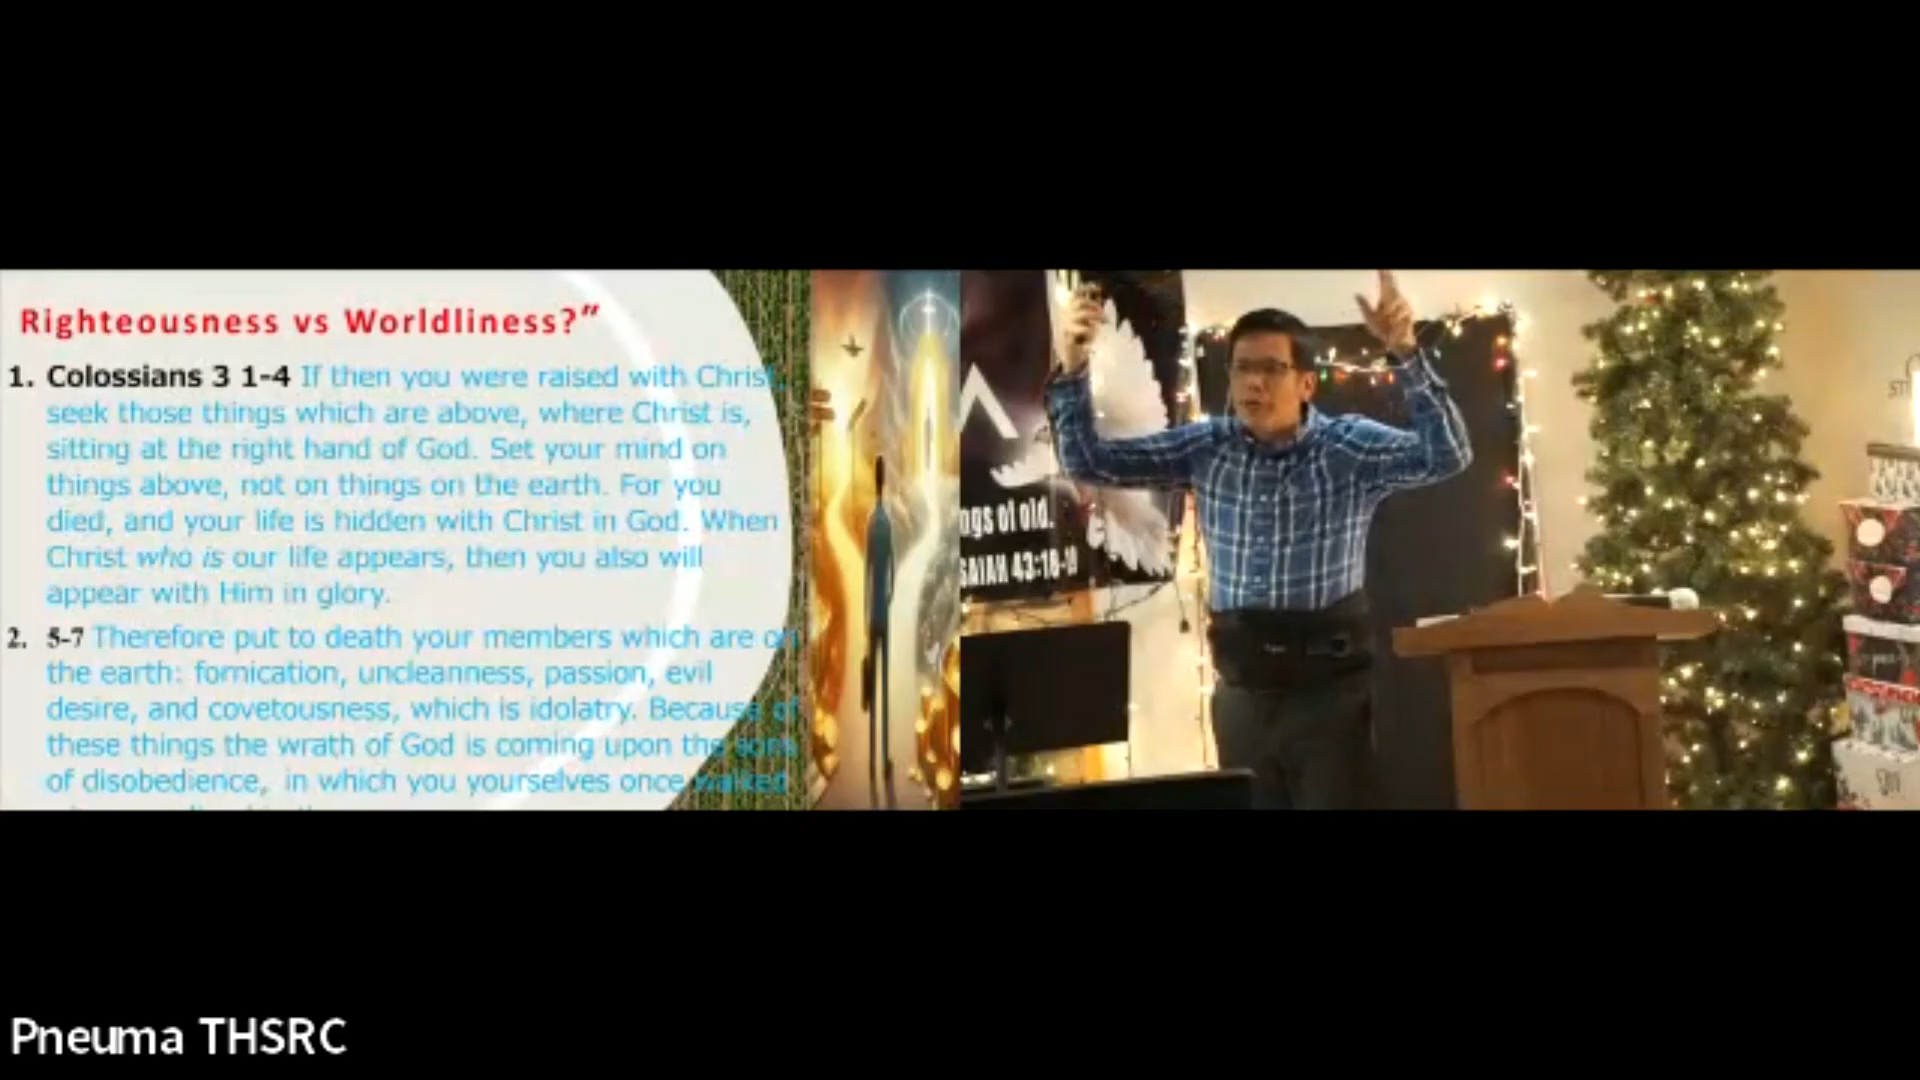 Righteousness vs Worldliness?”
1. Colossians 3 1-4 If then you were raised with Christ,
seek those things which are above, where Christ is,
sitting at the right hand of God. Set your mind on
things above, not on things on the earth. For you
died, and your life is hidden with Christ in God. When
Christ who is our life appears, then you also will
appear with Him in glory.
2. 5-7 Therefore put to death your members which are on
the earth: fornication, uncleanness, passion, evil
desire, and covetousness, which is idolatry. Because of
these things the wrath of God is coming upon the sons
of disobedience, in which you yourselves once walked
ngs of old.
SAIAH 43:18-19
Pneuma THSRC